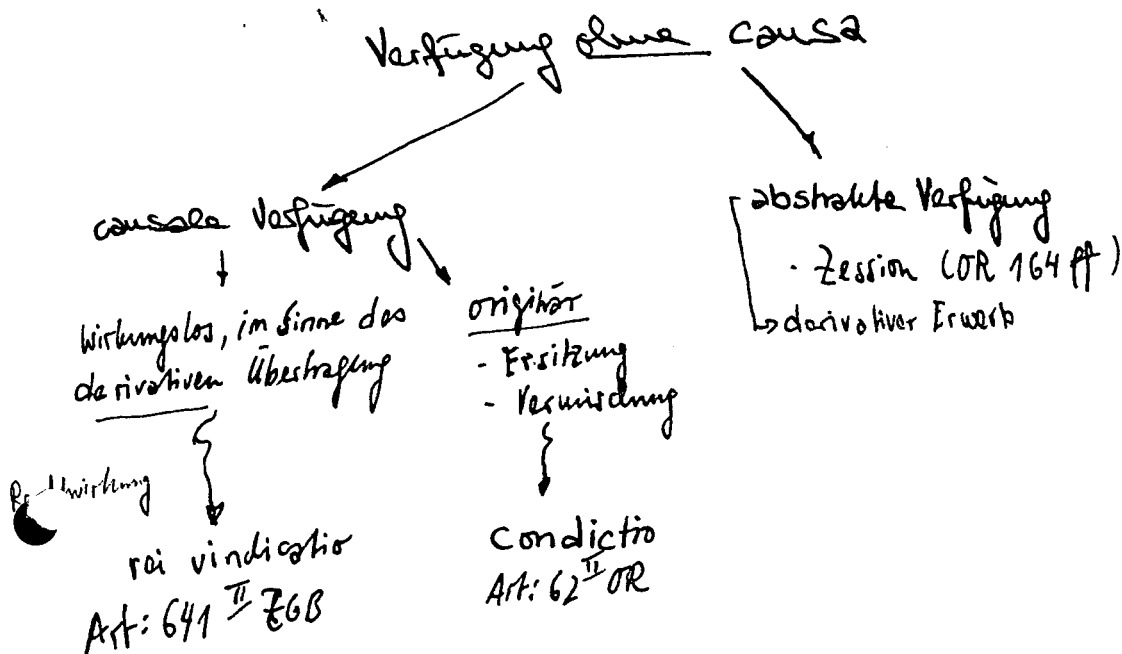 Verfügung ohne causa
causale Verfügung
wirkungslos, im Sinne der
derivativen Übertragung
rei vindicatio
Art: 641 II ZGB
originär
- Ersitzung
- Vermischung
condictio
Art: 62 II OR
abstrakte Verfügung
· Zession (OR 164 ff)
derivativer Erwerb